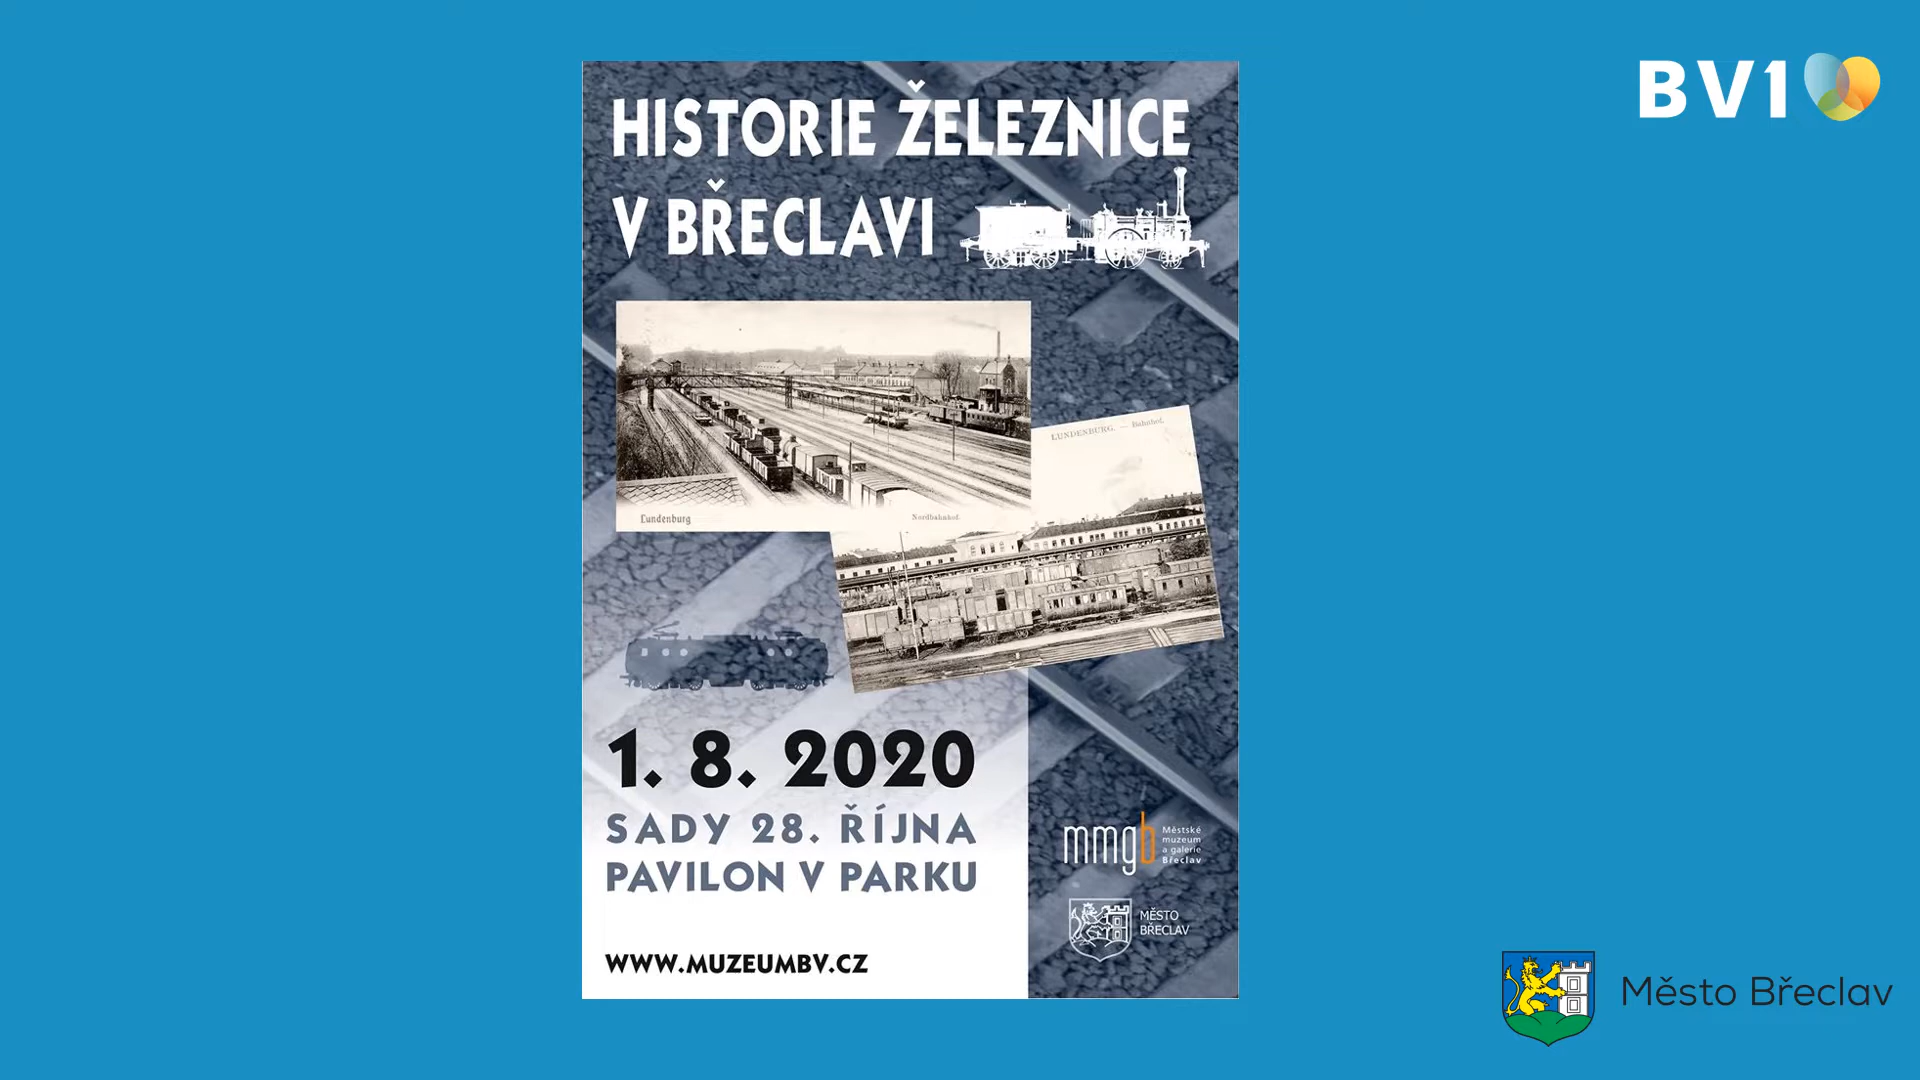 HISTORIE ŽELEZNICE
V BŘECLAVI
Lundenburg
Nordbahnhof.
LUNDENBURG. — Bahnhof.
1. 8. 2020
SADY 28. ŘÍJNA
PAVILON V PARKU
WWW.MUZEUMBV.CZ
mmgb
Městské
muzeum
a galerie
Břeclav
MĚSTO
BŘECLAV
BV1
Město Břeclav